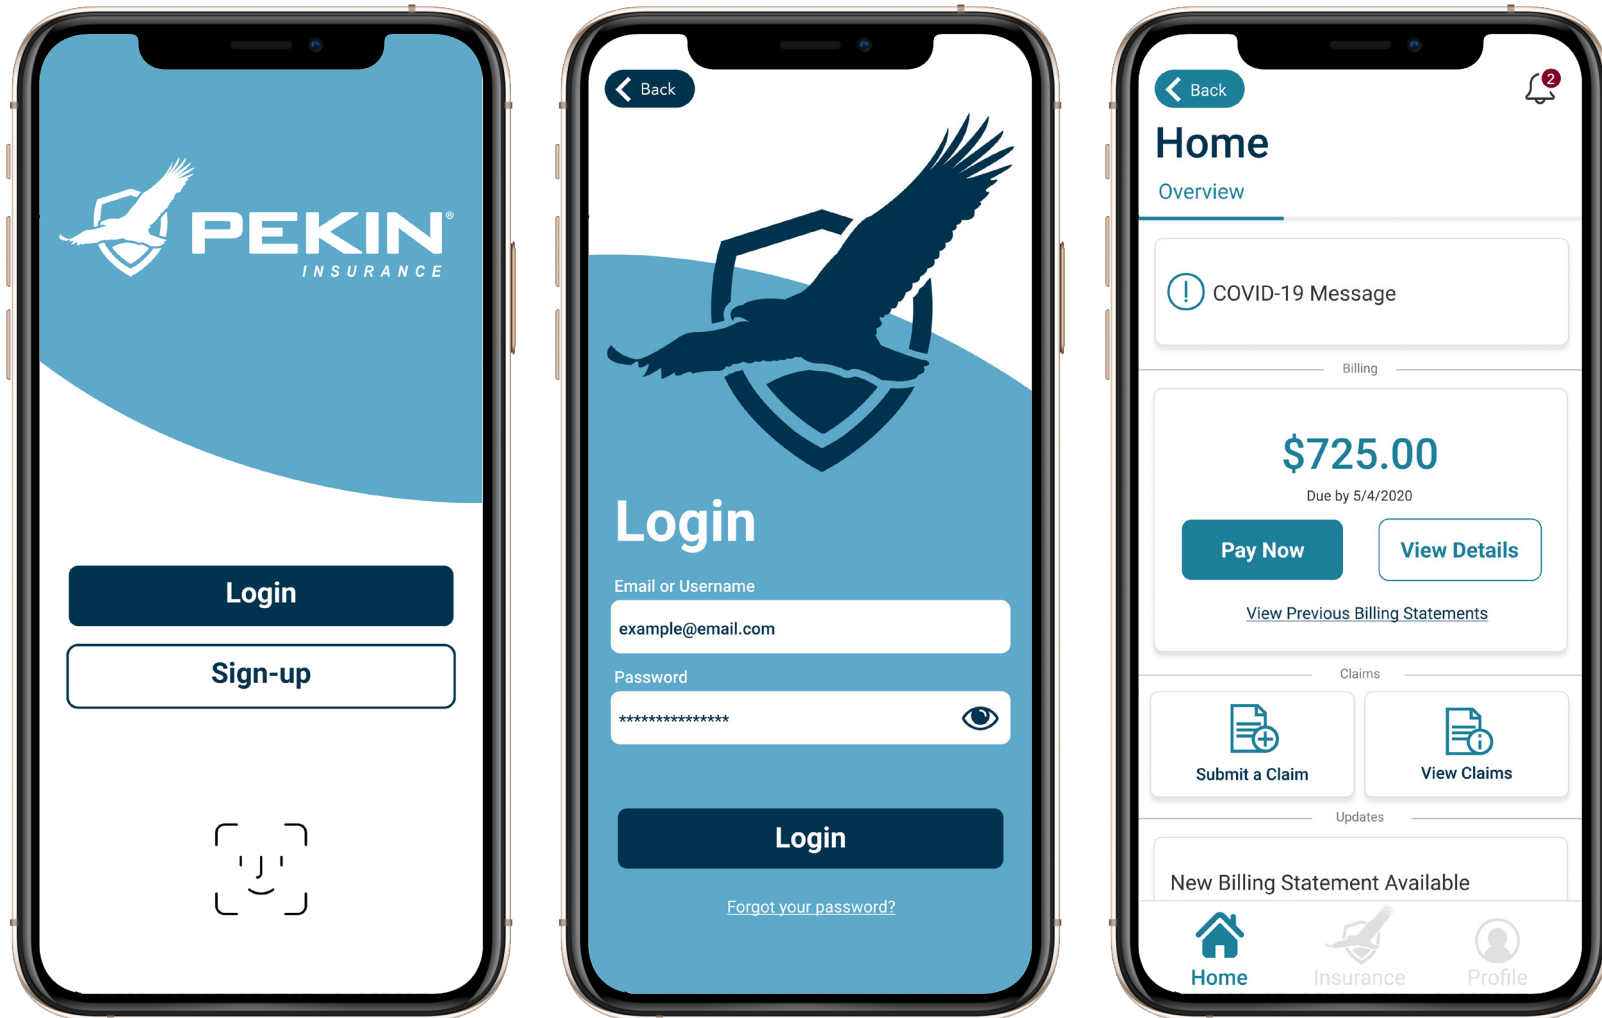 PEKIN®
INSURANCE
Login
Sign-up
Back
Login
Email or Username
example@email.com
Password
***************
Login
Forgot your password?
Back
2
Home
Overview
COVID-19 Message
Billing
$725.00
Due by 5/4/2020
Pay Now
View Details
View Previous Billing Statements
Claims
Submit a Claim
View Claims
Updates
New Billing Statement Available
Home
Insurance
Profile